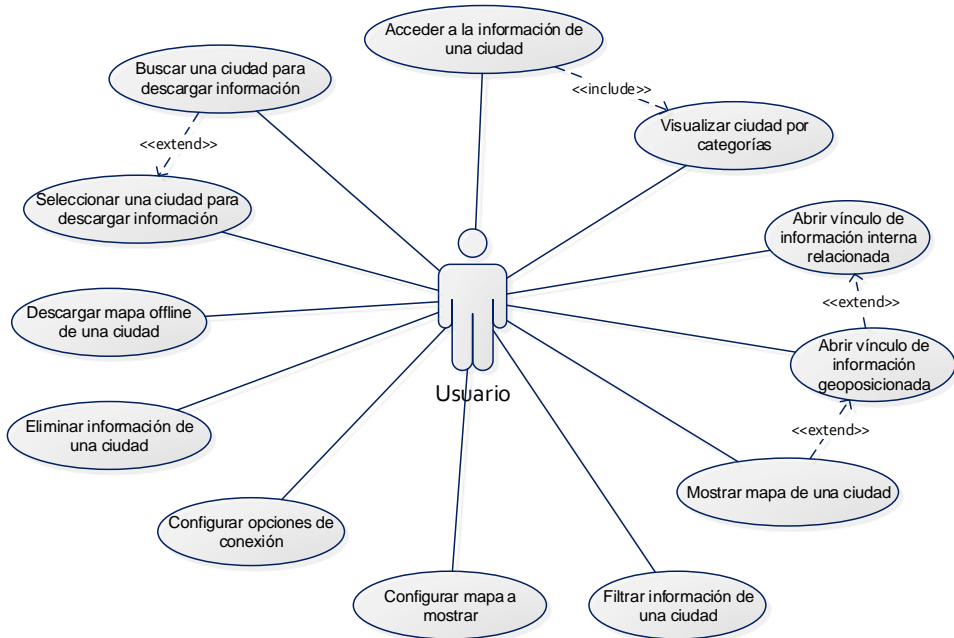 Acceder a la información de
una ciudad
Buscar una ciudad para
descargar información
<<include>>
Visualizar ciudad por
categorías
<<extend>>
Seleccionar una ciudad para
descargar información
Abrir vínculo de
información interna
relacionada
<<extend>>
Descargar mapa offline
de una ciudad
Abrir vínculo de
información
geoposicionada
Usuario
<<extend>>
Eliminar información de
una ciudad
Mostrar mapa de una ciudad
Configurar opciones de
conexión
Configurar mapa a
mostrar
Filtrar información de
una ciudad